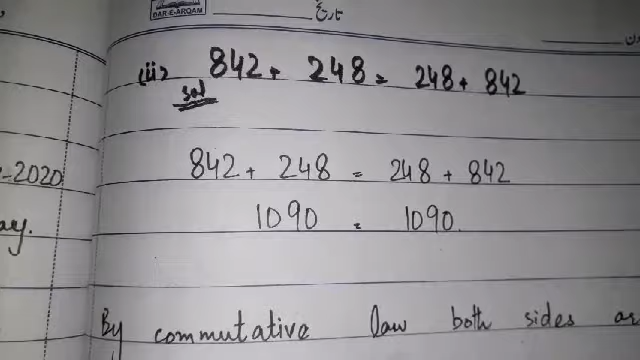 DAR-E-ARQAM
تاریخ
(ii) 842 + 248 = 248 + 842
Sol
842 + 248 = 248 + 842
-2020
1090 = 1090
ay.
By commutative law both sides ar